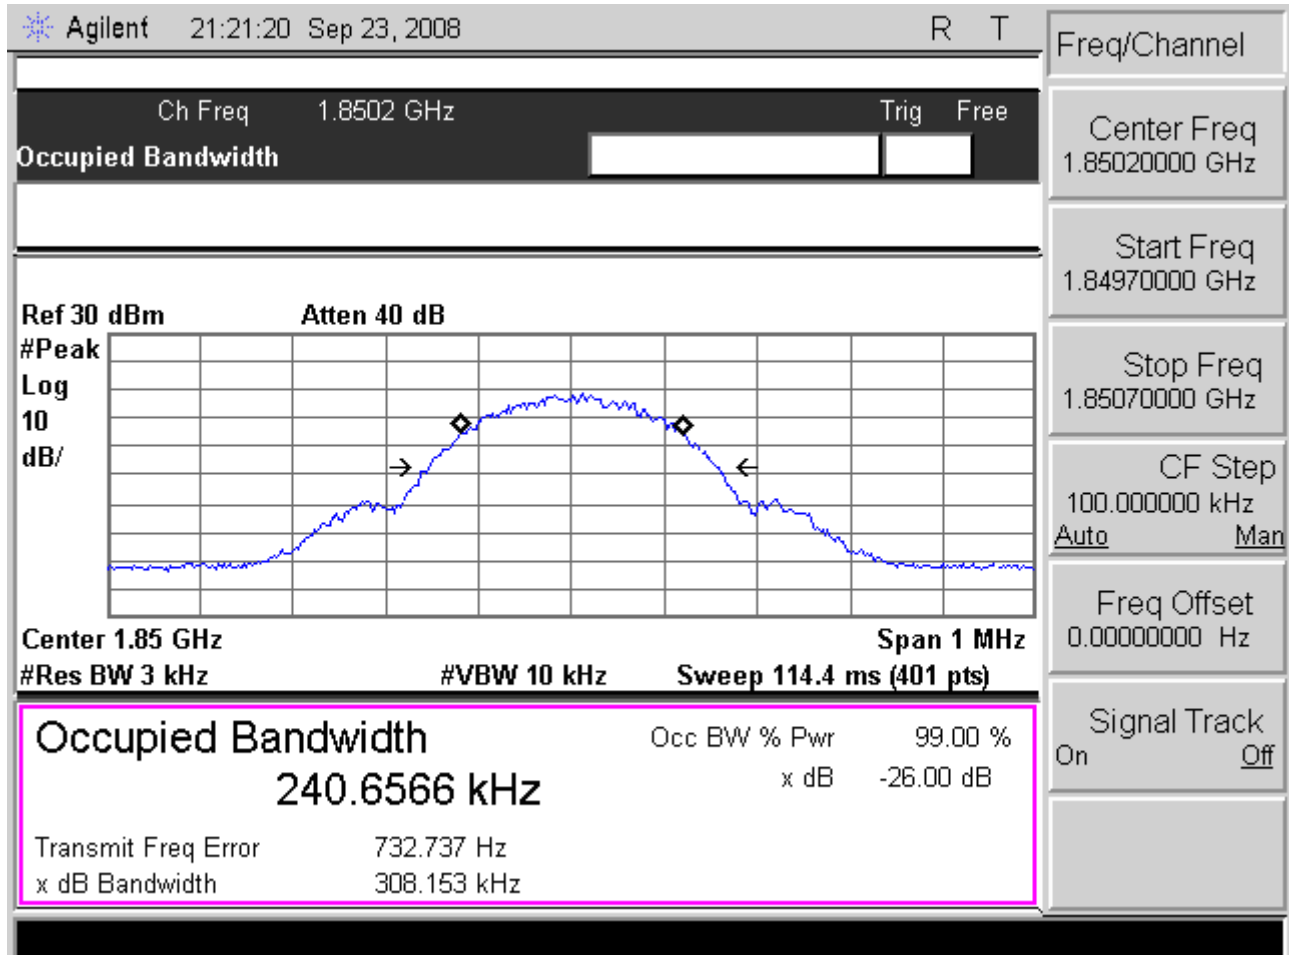 Agilent 21:21:20 Sep 23, 2008 R T
Ch Freq 1.8502 GHz Trig Free
Occupied Bandwidth
Ref 30 dBm Atten 40 dB
#Peak
Log
10
dB/
Center 1.85 GHz Span 1 MHz
#Res BW 3 kHz #VBW 10 kHz Sweep 114.4 ms (401 pts)
Occupied Bandwidth Occ BW % Pwr 99.00 %
240.6566 kHz x dB -26.00 dB
Transmit Freq Error 732.737 Hz
x dB Bandwidth 308.153 kHz
Freq/Channel
Center Freq
1.85020000 GHz
Start Freq
1.84970000 GHz
Stop Freq
1.85070000 GHz
CF Step
100.000000 kHz
Auto Man
Freq Offset
0.00000000 Hz
Signal Track
On Off